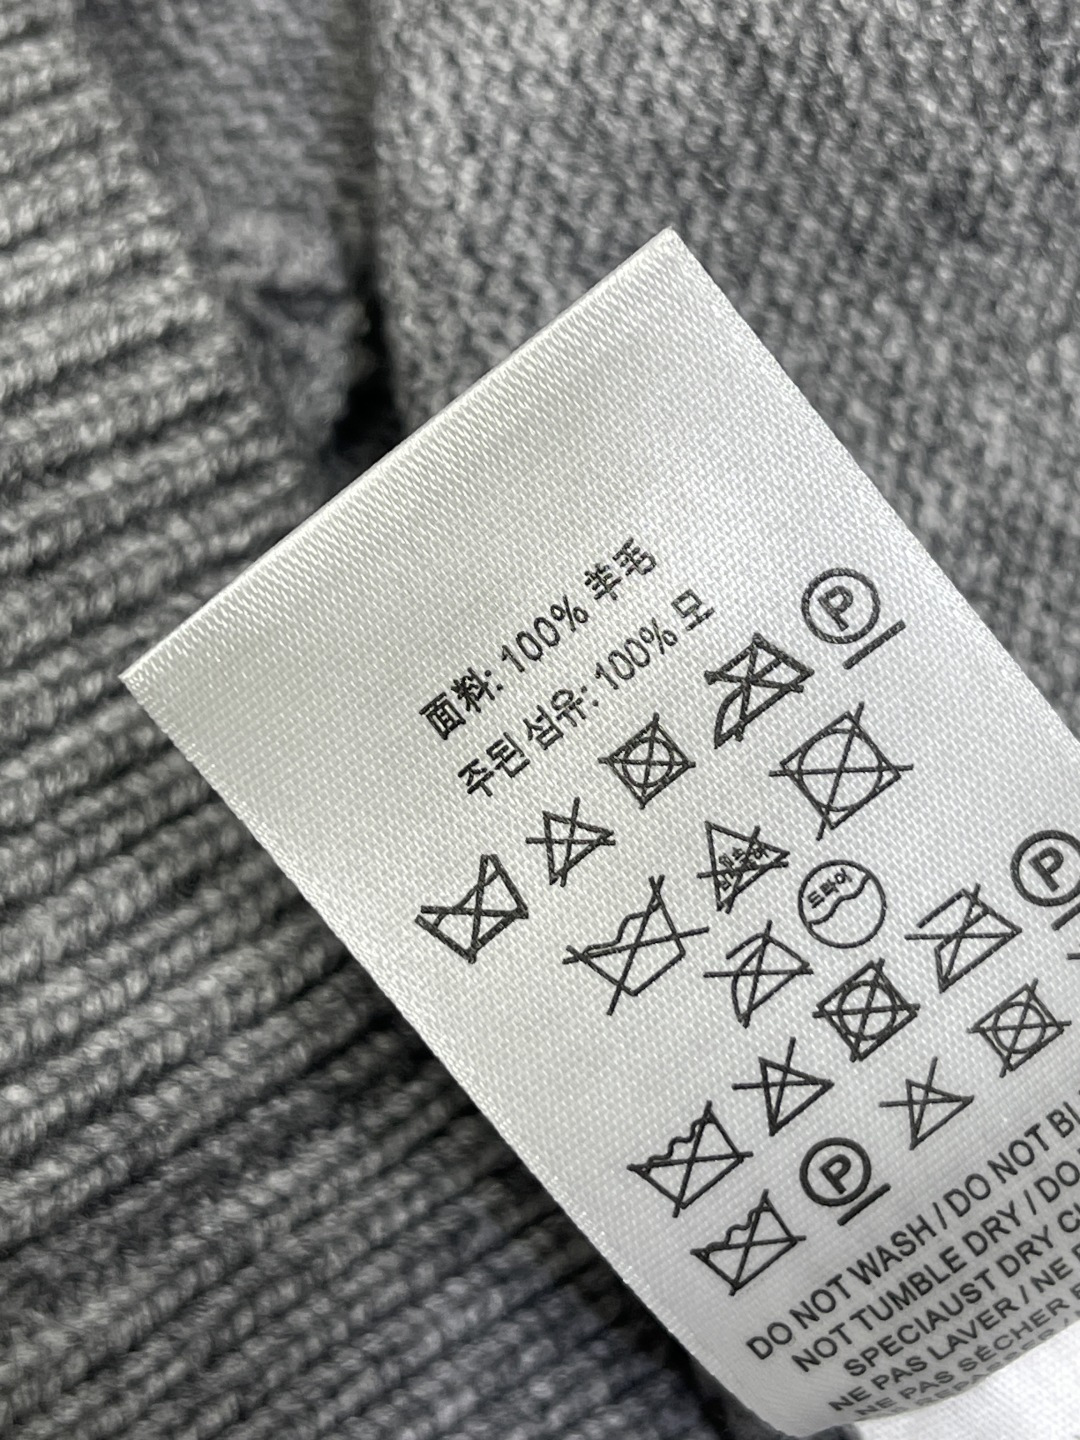 面料: 100% 羊毛
주된 섬유: 100% 모
P
드라이
P
P
DO NOT WASH / DO NOT
NOT TUMBLE DRY / DO
SPECIAUST DRY
NE PAS LAVER / NE
NE PAS SÉCHER